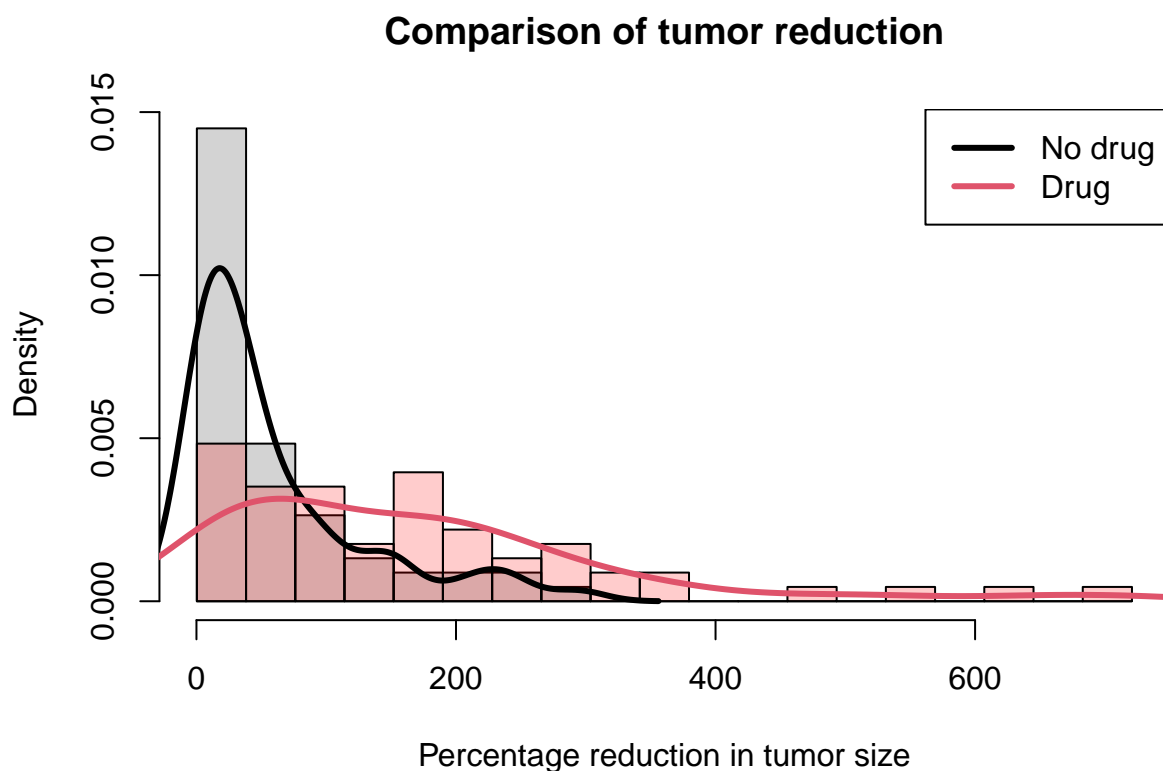 Comparison of tumor reduction
0.015
0.010
0.005
0.000
Density
No drug
Drug
0
200
400
600
Percentage reduction in tumor size